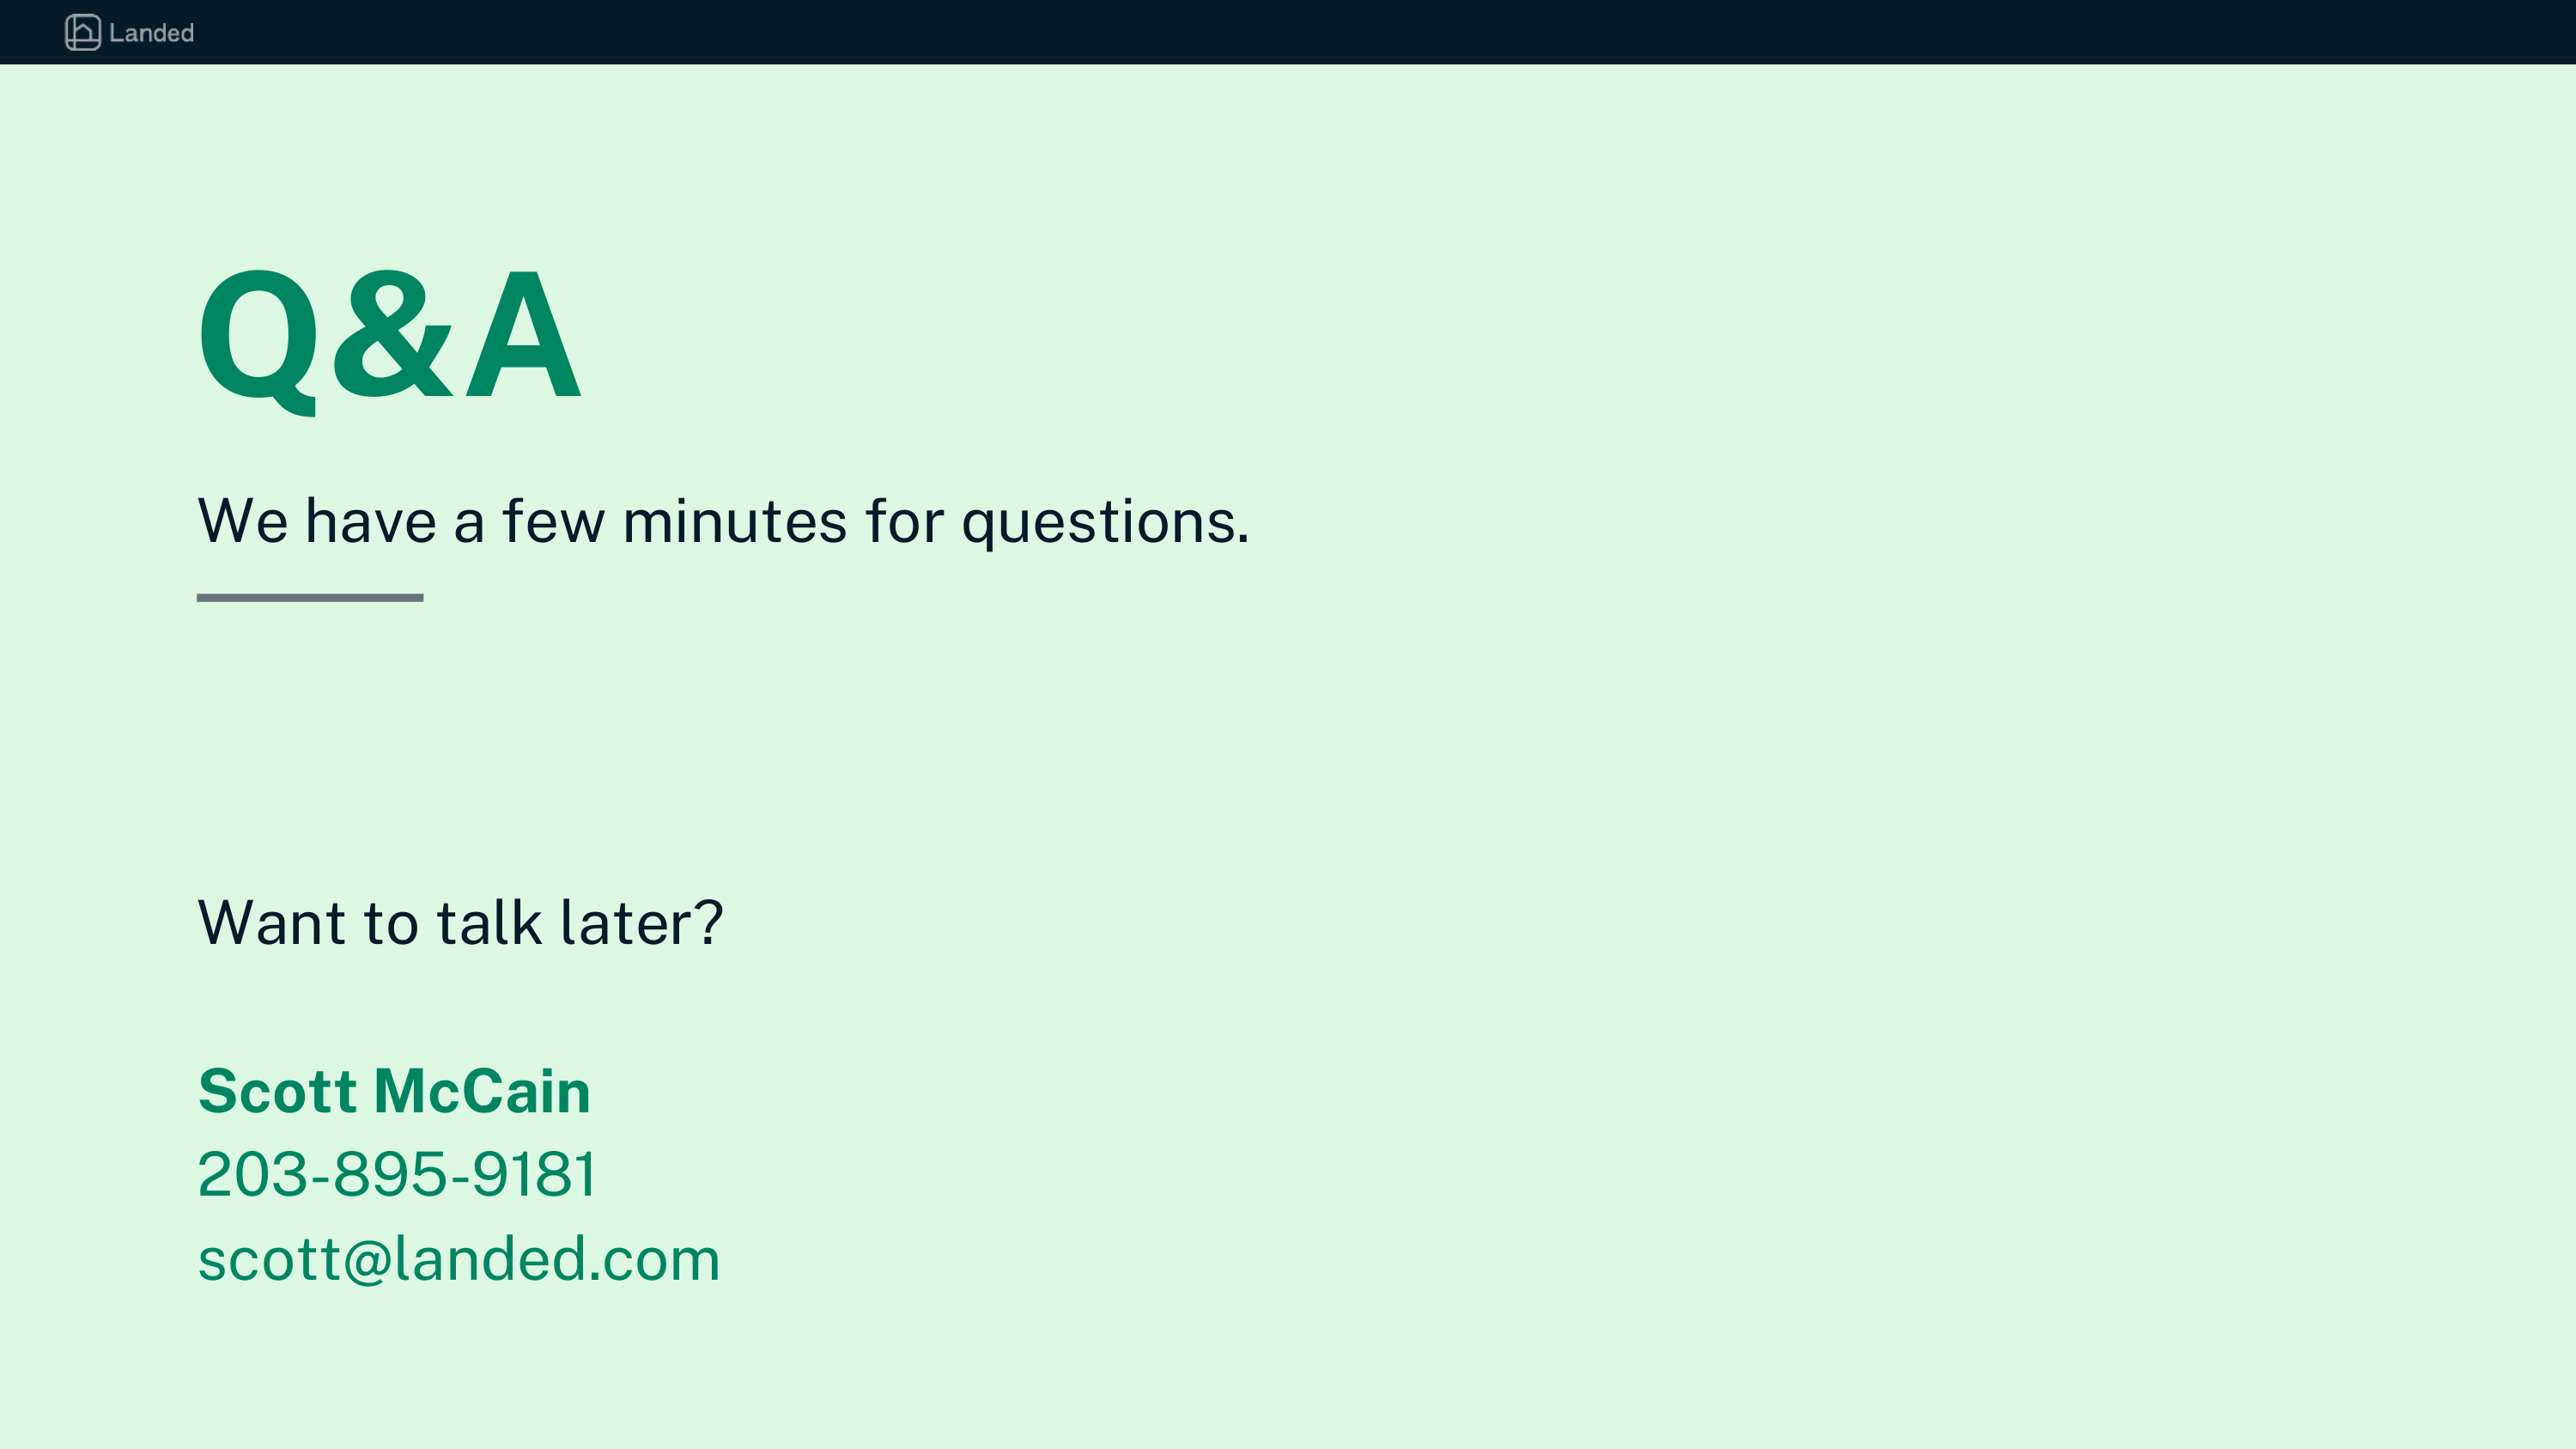 Landed
Q&A
We have a few minutes for questions.
Want to talk later?
Scott McCain
203-895-9181
scott@landed.com